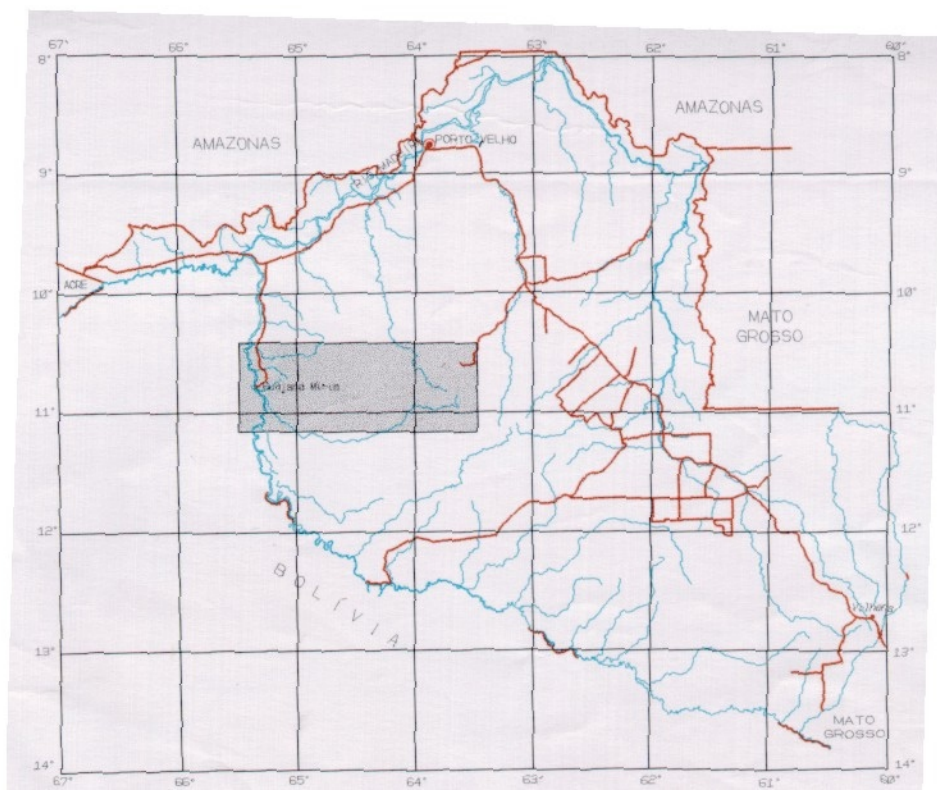 67° 66° 65° 64° 63° 62° 61° 60°
8° 8°
AMAZONAS
AMAZONAS
PORTO VELHO
RIO MADEIRA
9° 9°
ACRE
10° 10°
MATO
GROSSO
Guajará Mirim
11° 11°
12° 12°
BOLÍVIA
Vilhena
13° 13°
MATO
GROSSO
14° 14°
67° 66° 65° 64° 63° 62° 61° 60°